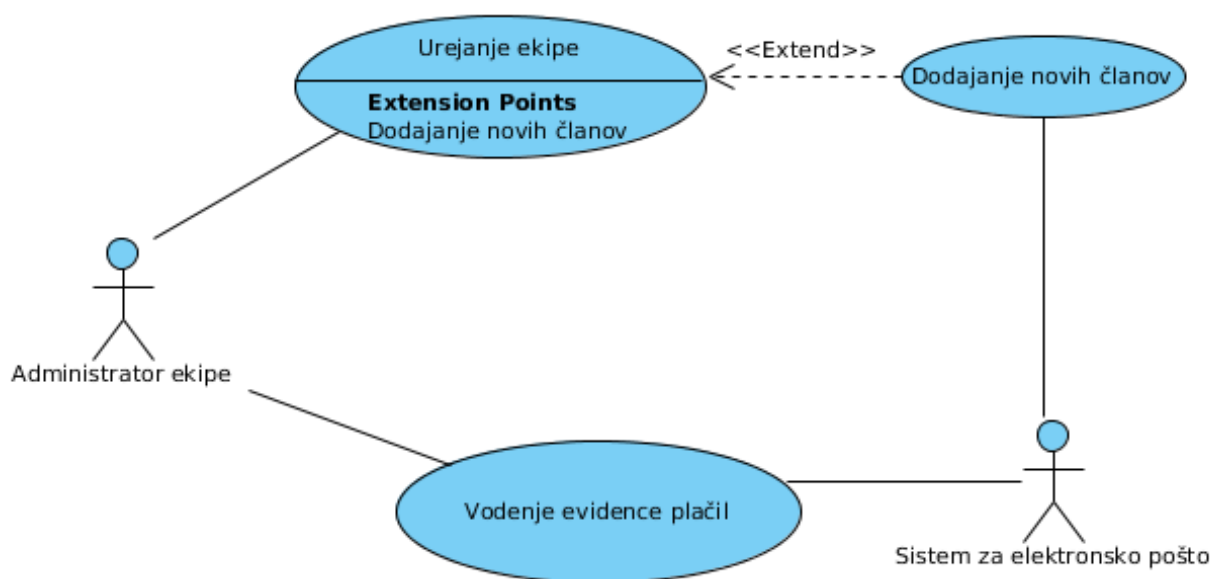 Urejanje ekipe
<<Extend>>
Dodajanje novih članov
Extension Points
Dodajanje novih članov
Administrator ekipe
Vodenje evidence plačil
Sistem za elektronsko pošto